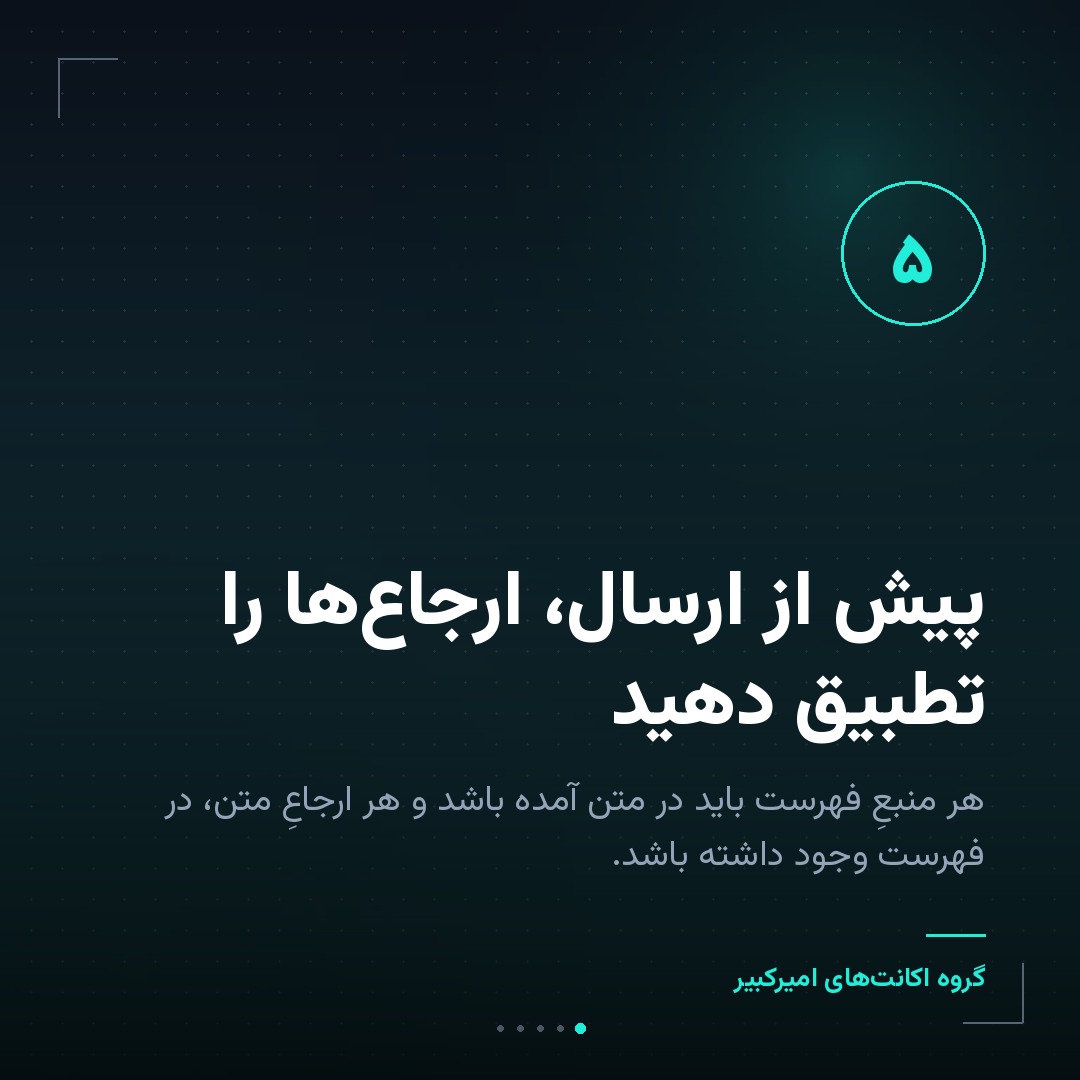 ۵
پیش از ارسال، ارجاع‌ها را
تطبیق دهید
هر منبعِ فهرست باید در متن آمده باشد و هر ارجاعِ متن، در
فهرست وجود داشته باشد.
گروه اکانت‌های امیرکبیر